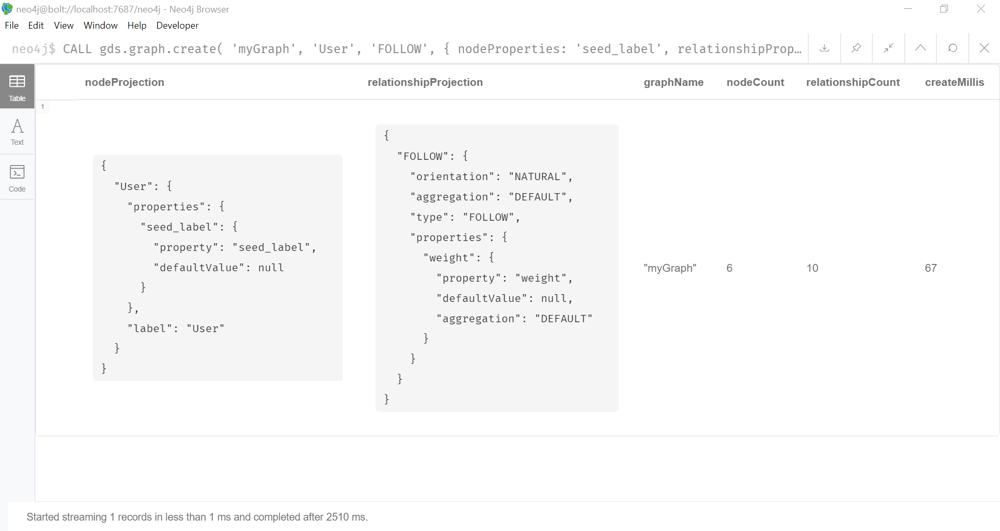 neo4j@bolt://localhost:7687/neo4j - Neo4j Browser
File Edit View Window Help Developer
neo4j$ CALL gds.graph.create( 'myGraph', 'User', 'FOLLOW', { nodeProperties: 'seed_label', relationshipProp…
Table
Text
Code
nodeProjection relationshipProjection graphName nodeCount relationshipCount createMillis
1
{
"User": {
"properties": {
"seed_label": {
"property": "seed_label",
"defaultValue": null
}
},
"label": "User"
}
}
{
"FOLLOW": {
"orientation": "NATURAL",
"aggregation": "DEFAULT",
"type": "FOLLOW",
"properties": {
"weight": {
"property": "weight",
"defaultValue": null,
"aggregation": "DEFAULT"
}
}
}
}
"myGraph" 6 10 67
Started streaming 1 records in less than 1 ms and completed after 2510 ms.